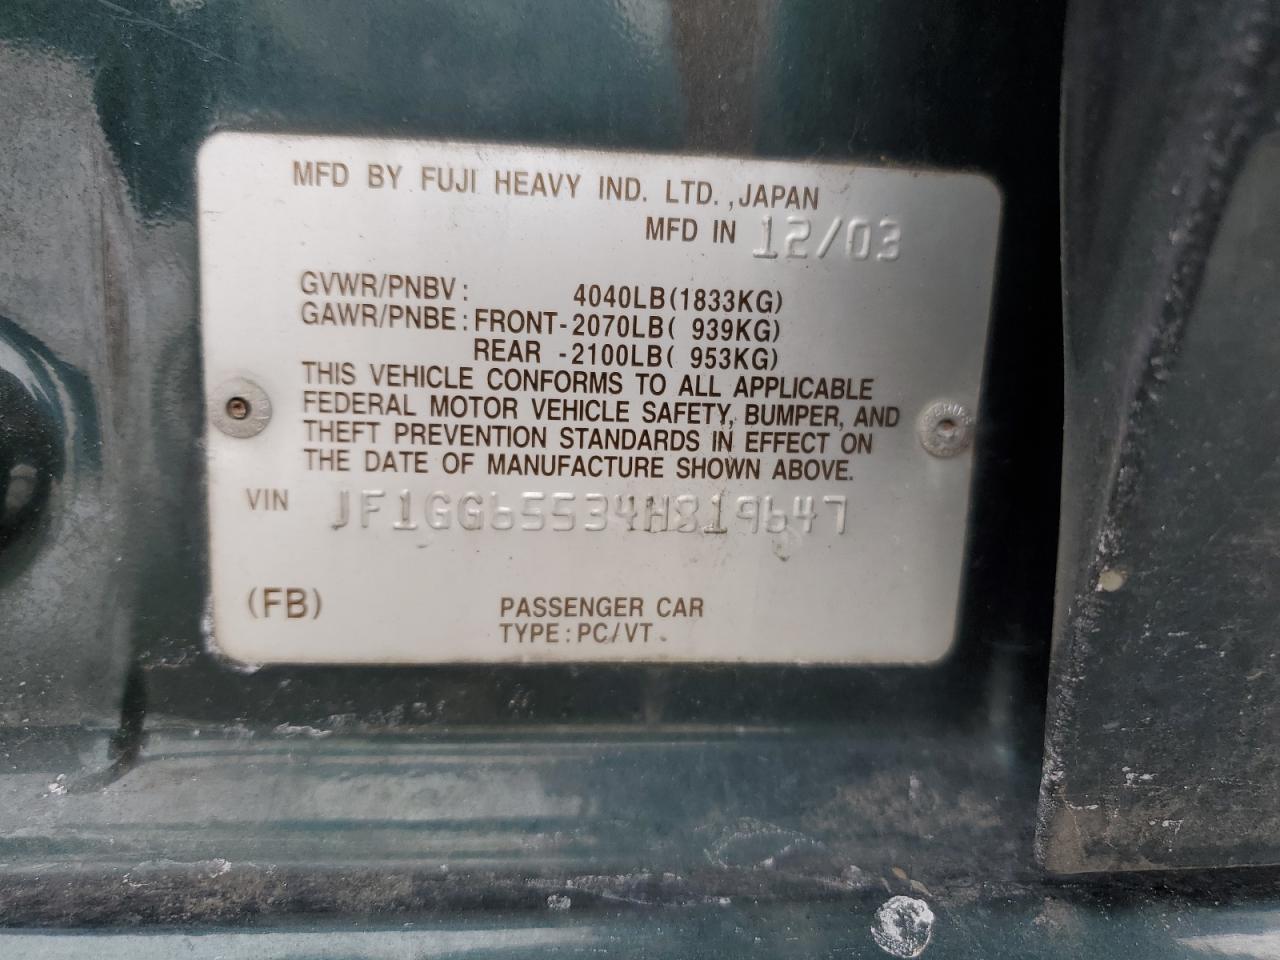 MFD BY FUJI HEAVY IND. LTD. ,JAPAN
MFD IN 12/03
GVWR/PNBV: 4040LB(1833KG)
GAWR/PNBE: FRONT-2070LB( 939KG)
REAR -2100LB( 953KG)
THIS VEHICLE CONFORMS TO ALL APPLICABLE
FEDERAL MOTOR VEHICLE SAFETY, BUMPER, AND
THEFT PREVENTION STANDARDS IN EFFECT ON
THE DATE OF MANUFACTURE SHOWN ABOVE.
VIN JF1GG65534H819647
(FB)
PASSENGER CAR
TYPE:PC/VT